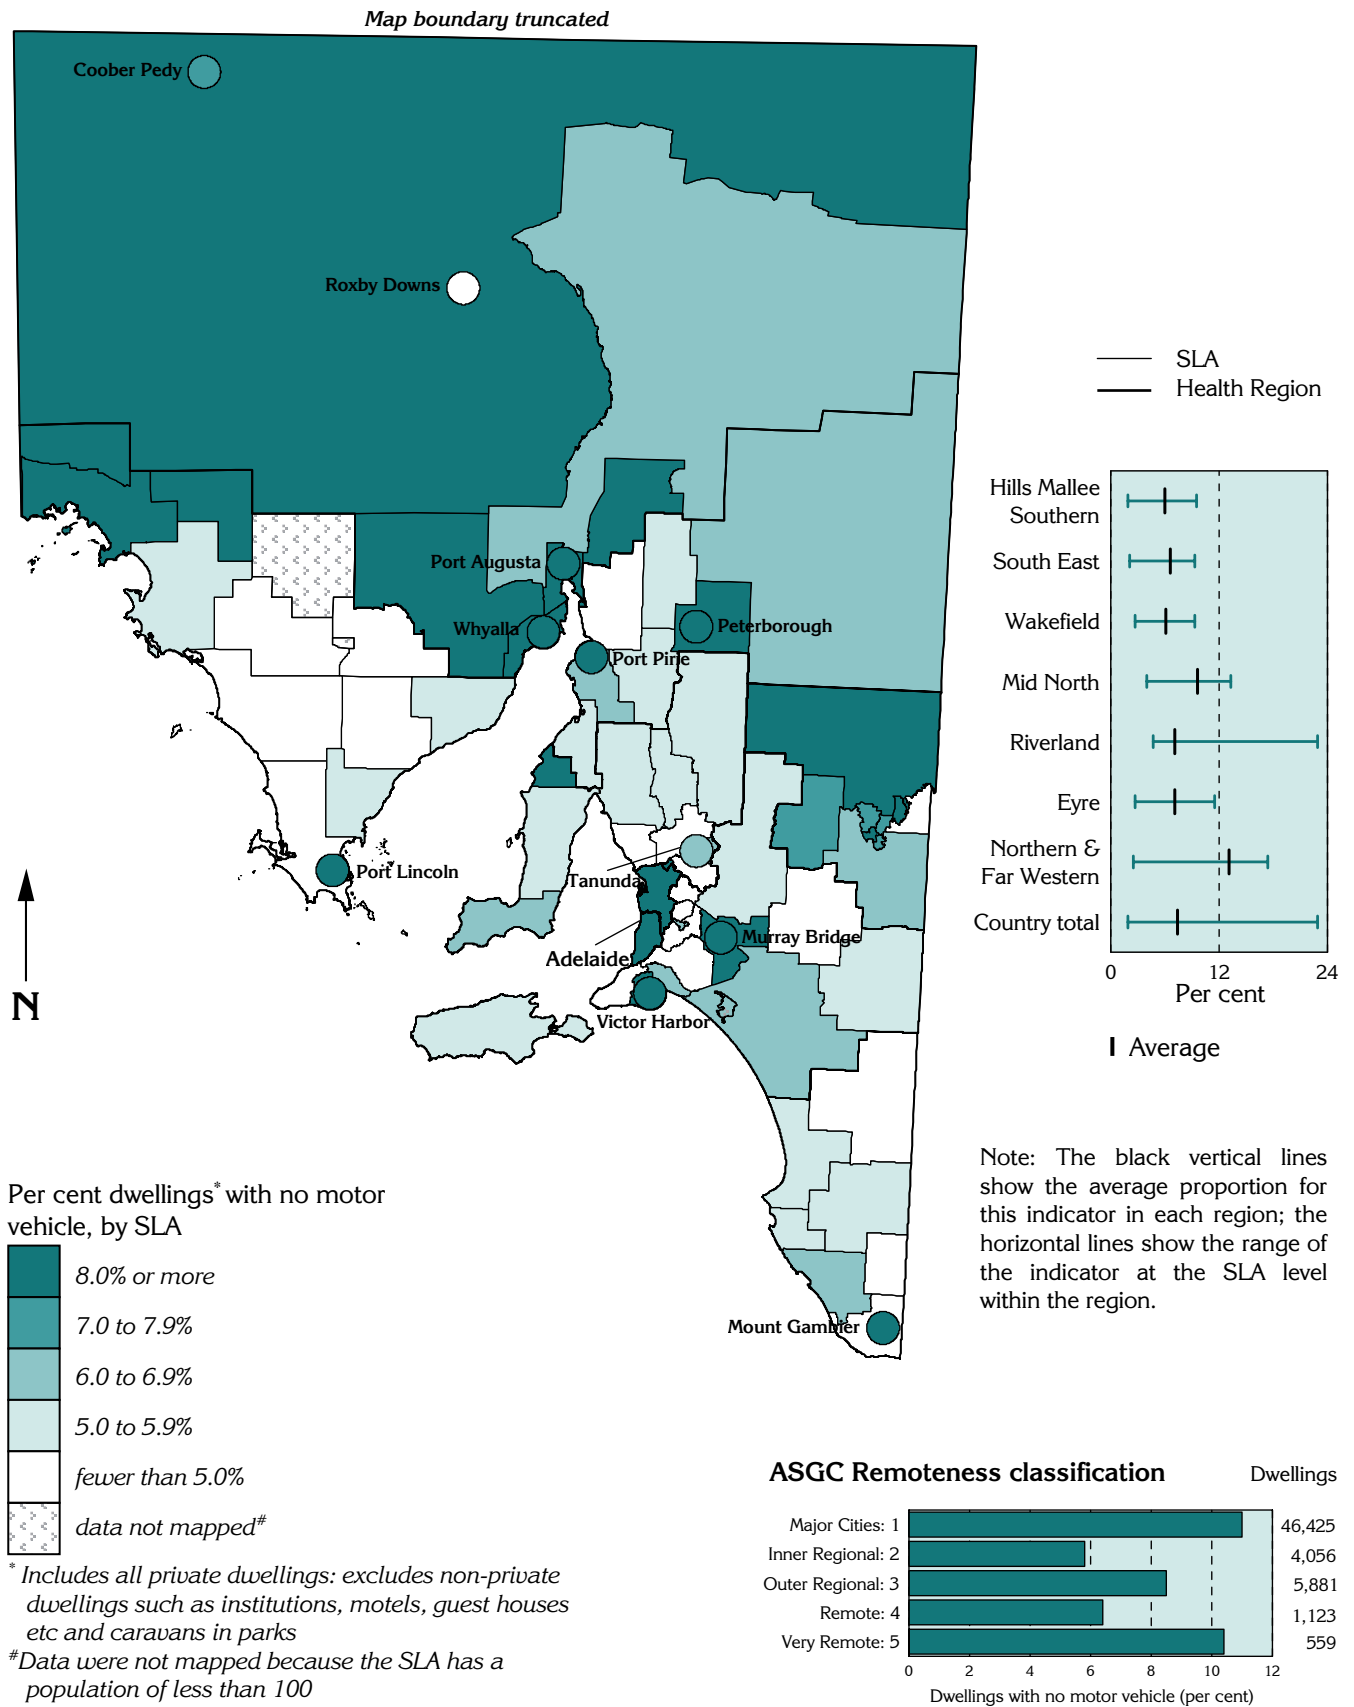 Map boundary truncated
Coober Pedy
Roxby Downs
Port Augusta
Whyalla
Peterborough
Port Pirie
Port Lincoln
Tanunda
Murray Bridge
Adelaide
Victor Harbor
Mount Gambier
N
SLA
Health Region
Hills Mallee
Southern
South East
Wakefield
Mid North
Riverland
Eyre
Northern &
Far Western
Country total
0 12 24
Per cent
Average
Note: The black vertical lines
show the average proportion for
this indicator in each region; the
horizontal lines show the range of
the indicator at the SLA level
within the region.
Per cent dwellings* with no motor
vehicle, by SLA
8.0% or more
7.0 to 7.9%
6.0 to 6.9%
5.0 to 5.9%
fewer than 5.0%
data not mapped#
* Includes all private dwellings: excludes non-private
dwellings such as institutions, motels, guest houses
etc and caravans in parks
#Data were not mapped because the SLA has a
population of less than 100
ASGC Remoteness classification Dwellings
Major Cities: 1 46,425
Inner Regional: 2 4,056
Outer Regional: 3 5,881
Remote: 4 1,123
Very Remote: 5 559
0 2 4 6 8 10 12
Dwellings with no motor vehicle (per cent)